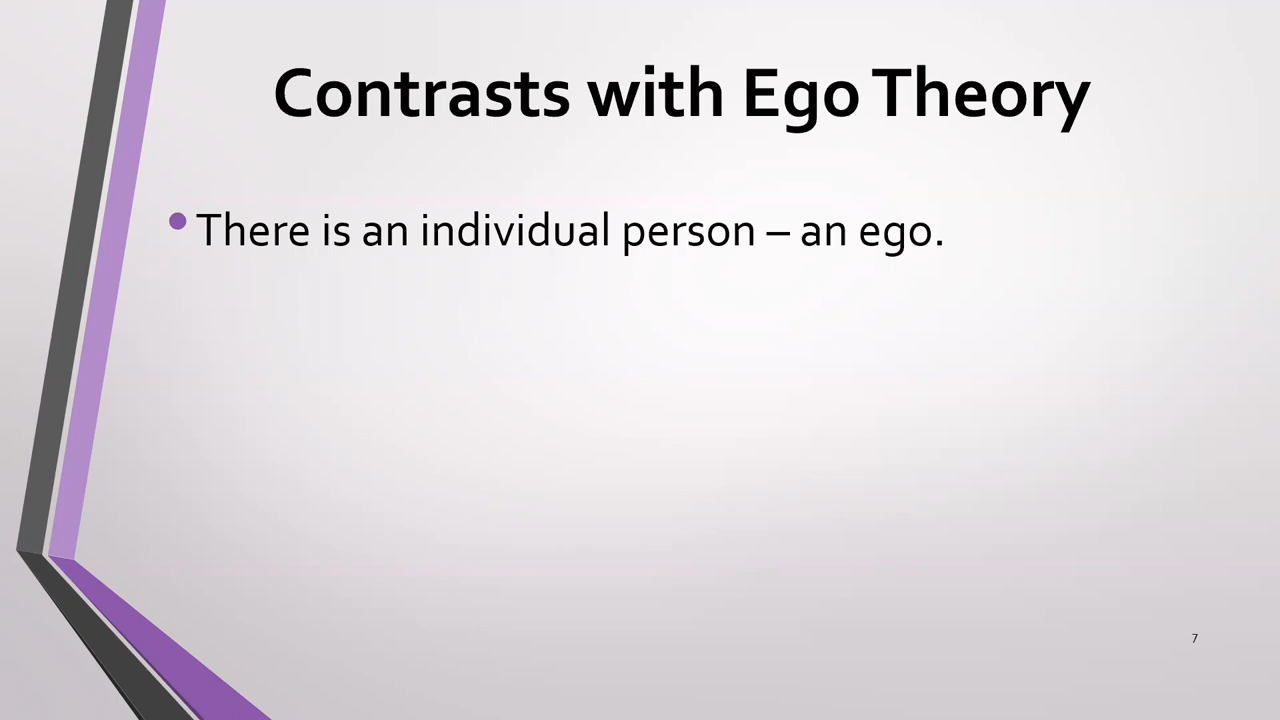 Contrasts with Ego Theory
• There is an individual person – an ego.
7